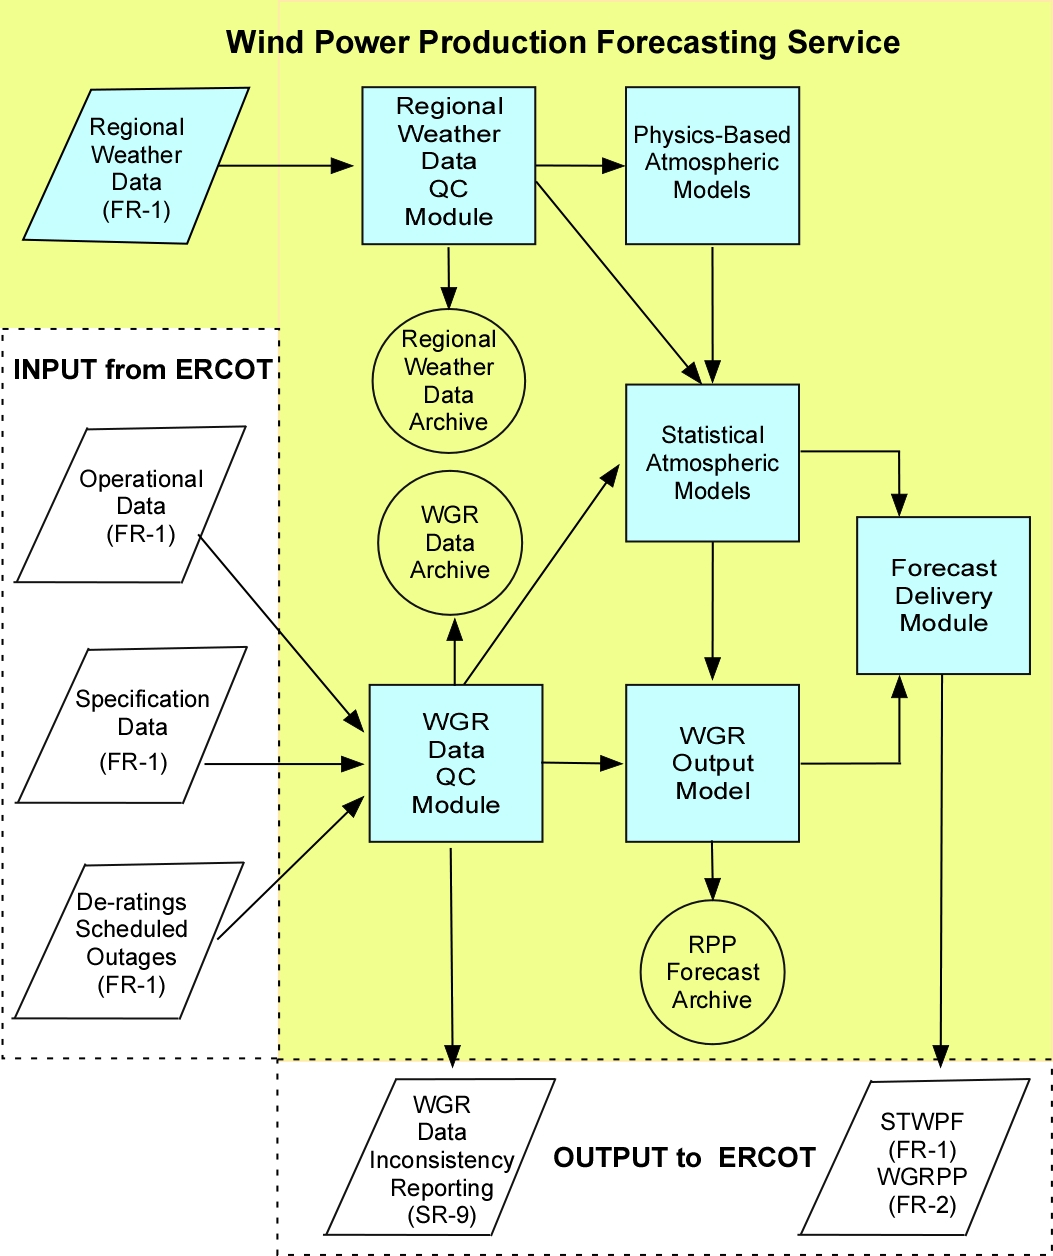 Wind Power Production Forecasting Service
Regional
Weather
Data
(FR-1)
Regional
Weather
Data
QC
Module
Physics-Based
Atmospheric
Models
Regional
Weather
Data
Archive
INPUT from ERCOT
Operational
Data
(FR-1)
WGR
Data
Archive
Statistical
Atmospheric
Models
Forecast
Delivery
Module
Specification
Data
(FR-1)
WGR
Data
QC
Module
WGR
Output
Model
De-ratings
Scheduled
Outages
(FR-1)
RPP
Forecast
Archive
WGR
Data
Inconsistency
Reporting
(SR-9)
OUTPUT to  ERCOT
STWPF
(FR-1)
WGRPP
(FR-2)